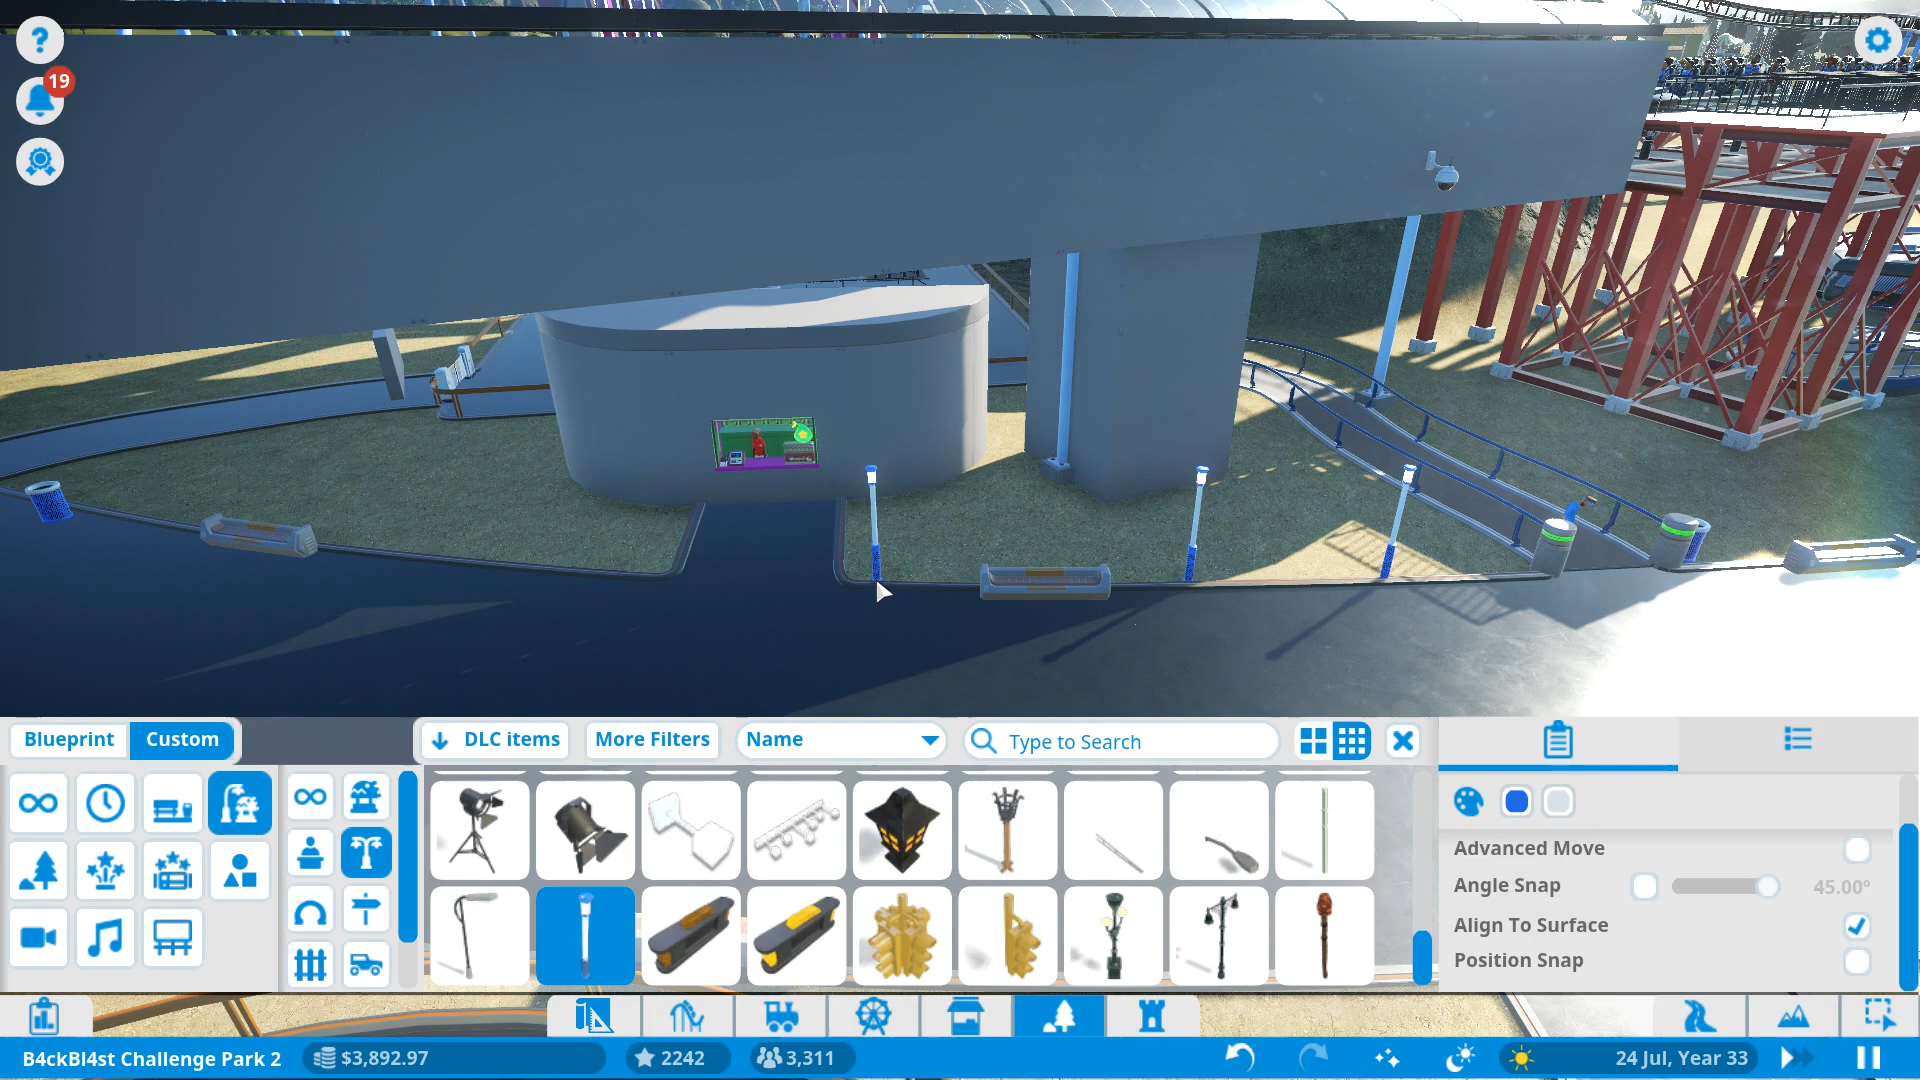 19
Blueprint
Custom
DLC items
More Filters
Name
Type to Search
Advanced Move
Angle Snap
45.00°
Align To Surface
Position Snap
B4ckBl4st Challenge Park 2
$3,892.97
2242
3,311
24 Jul, Year 33